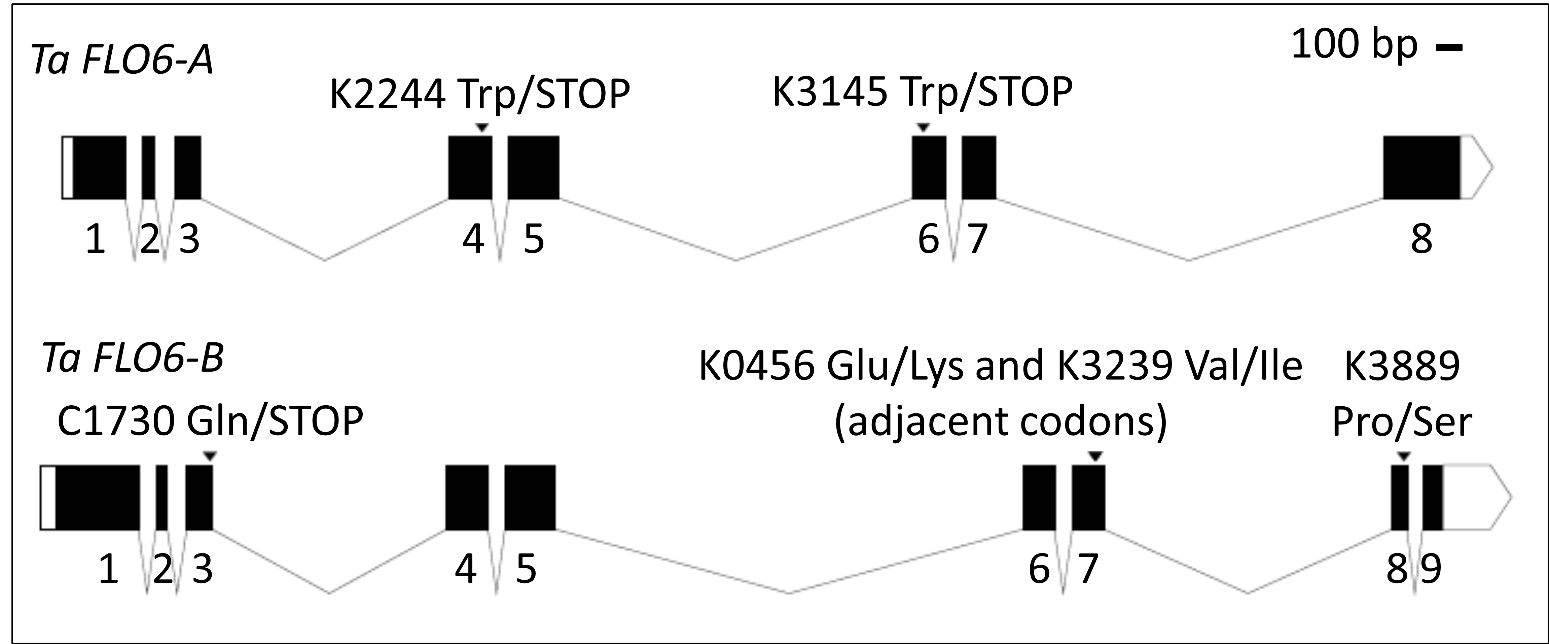 Ta FLO6-A
100 bp
K2244 Trp/STOP
K3145 Trp/STOP
1 2 3 4 5 6 7 8
Ta FLO6-B
C1730 Gln/STOP
K0456 Glu/Lys and K3239 Val/Ile
(adjacent codons)
K3889
Pro/Ser
1 2 3 4 5 6 7 8 9